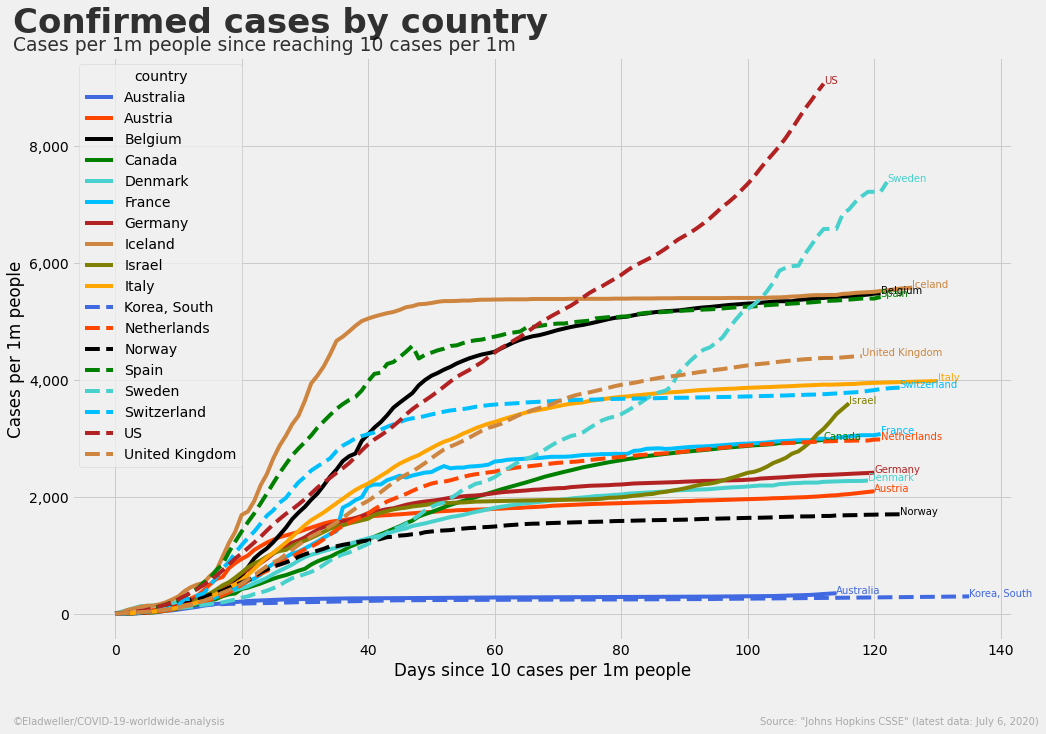 Confirmed cases by country
Cases per 1m people since reaching 10 cases per 1m
country
Australia
Austria
Belgium
Canada
Denmark
France
Germany
Iceland
Israel
Italy
Korea, South
Netherlands
Norway
Spain
Sweden
Switzerland
US
United Kingdom
Cases per 1m people
8,000
6,000
4,000
2,000
0
US
Sweden
Iceland
Belgium
Spain
United Kingdom
Italy
Switzerland
Israel
France
Canada
Netherlands
Germany
Denmark
Austria
Norway
Australia
Korea, South
0 20 40 60 80 100 120 140
Days since 10 cases per 1m people
©Eladweller/COVID-19-worldwide-analysis
Source: "Johns Hopkins CSSE" (latest data: July 6, 2020)